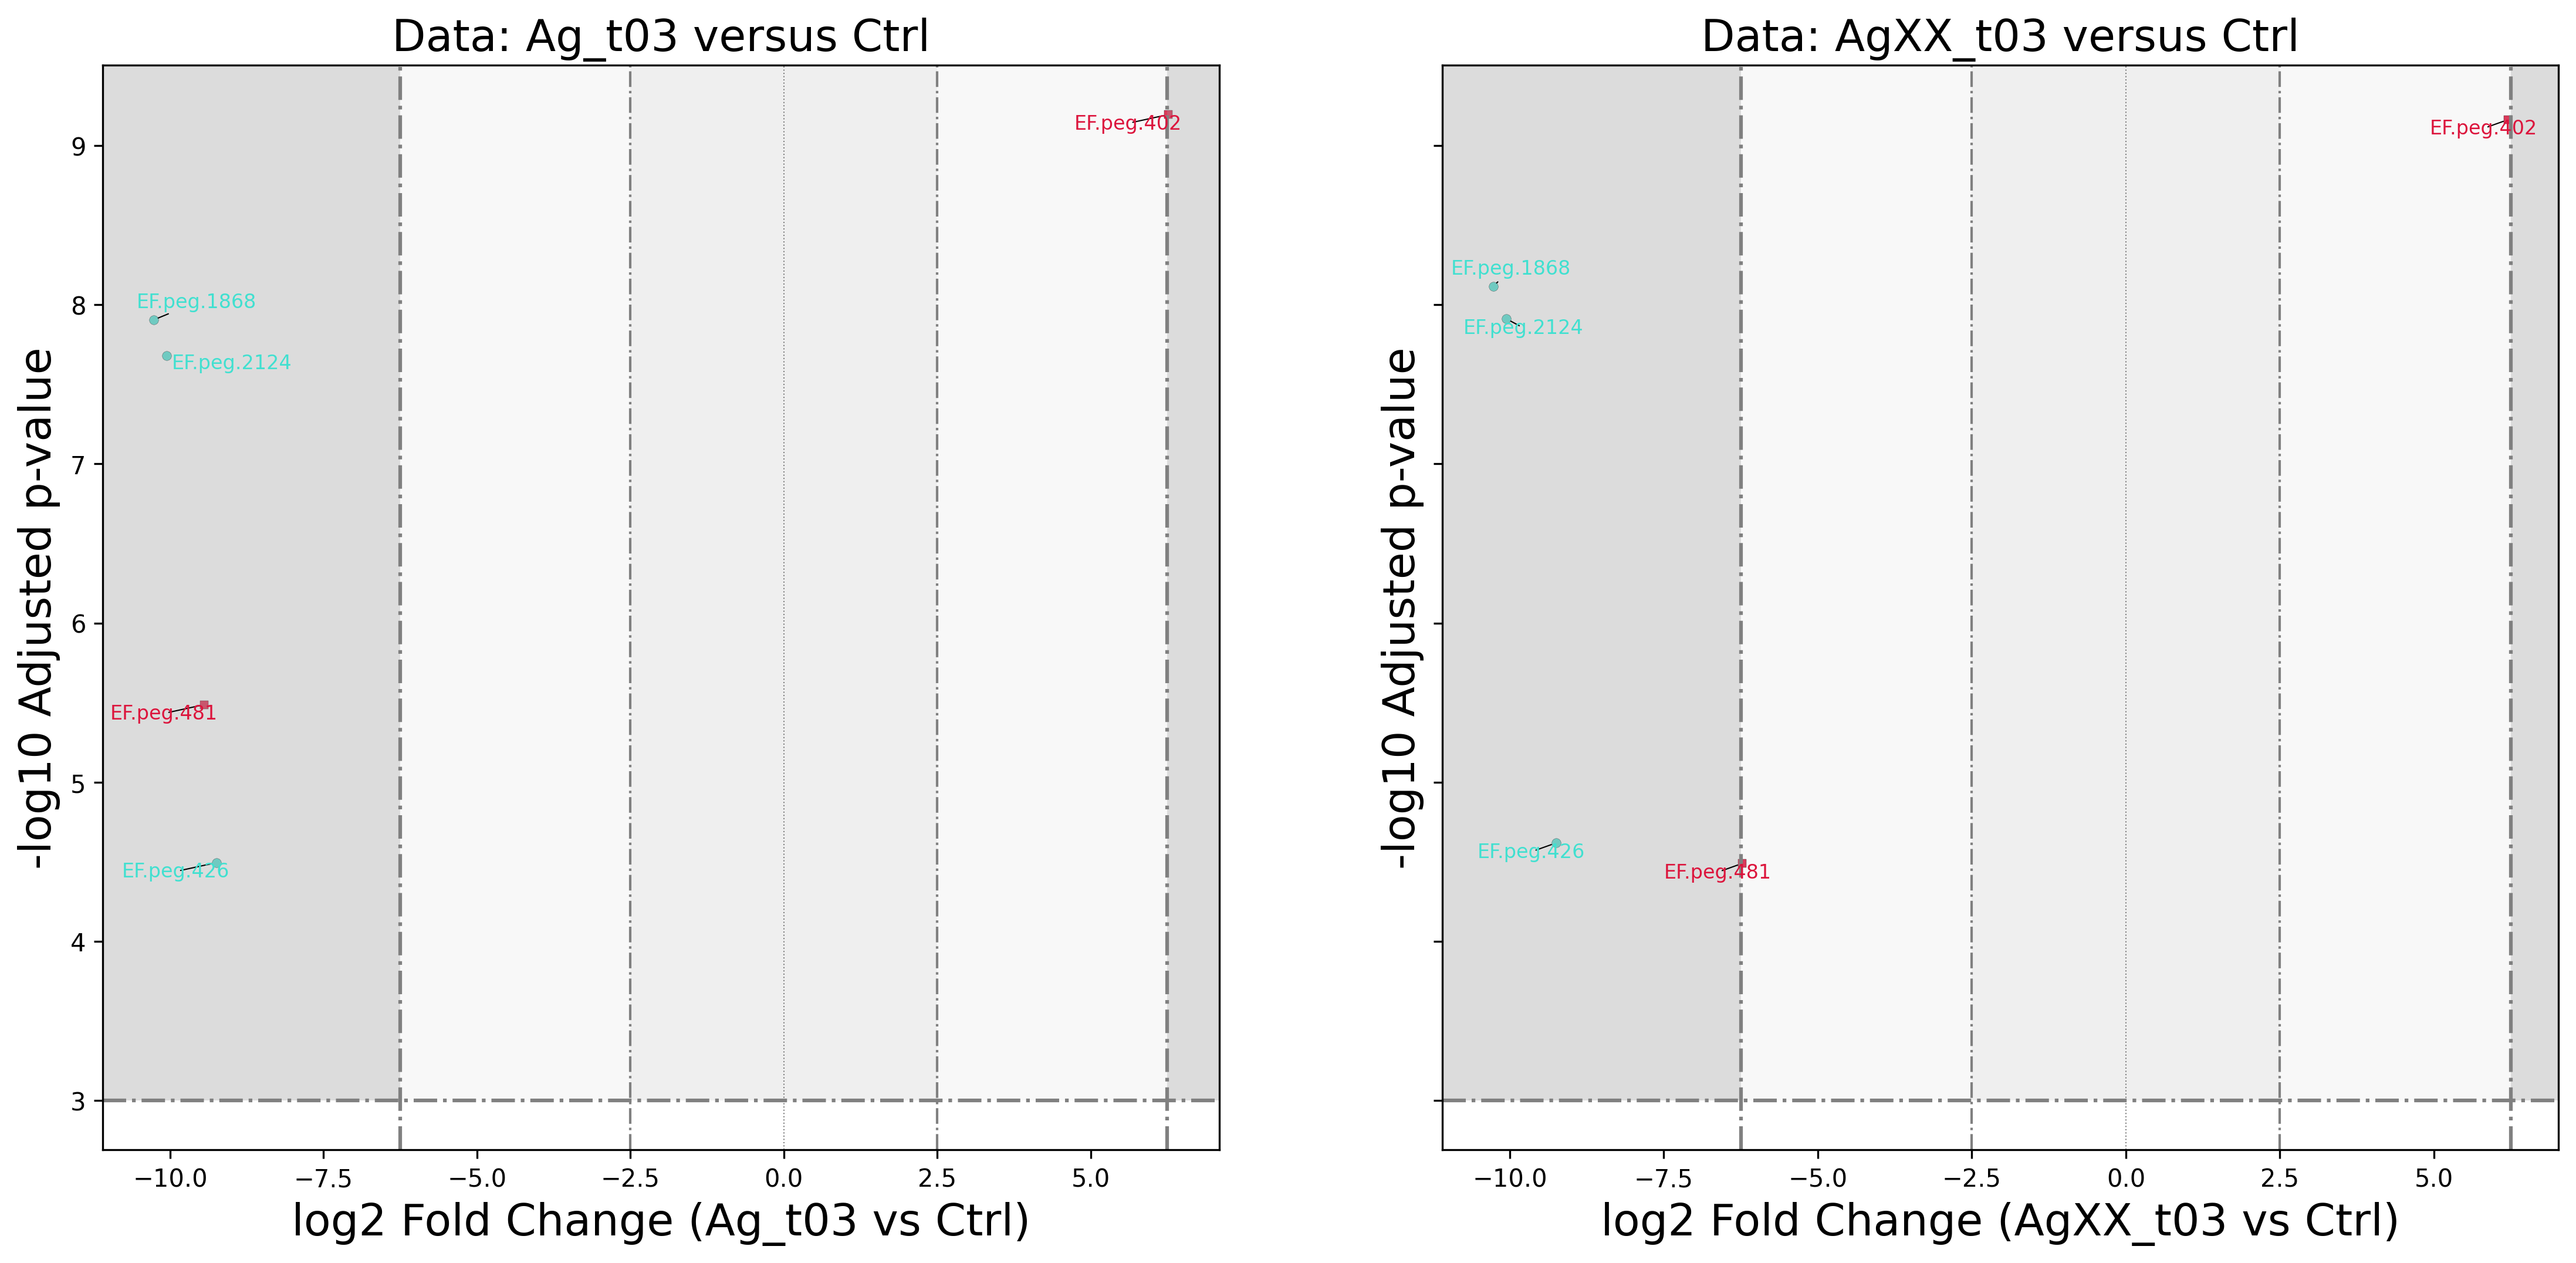 Data: Ag_t03 versus Ctrl
-log10 Adjusted p-value
9
8
7
6
5
4
3
EF.peg.402
EF.peg.1868
EF.peg.2124
EF.peg.481
EF.peg.426
−10.0 −7.5 −5.0 −2.5 0.0 2.5 5.0
log2 Fold Change (Ag_t03 vs Ctrl)
Data: AgXX_t03 versus Ctrl
-log10 Adjusted p-value
EF.peg.402
EF.peg.1868
EF.peg.2124
EF.peg.426
EF.peg.481
−10.0 −7.5 −5.0 −2.5 0.0 2.5 5.0
log2 Fold Change (AgXX_t03 vs Ctrl)